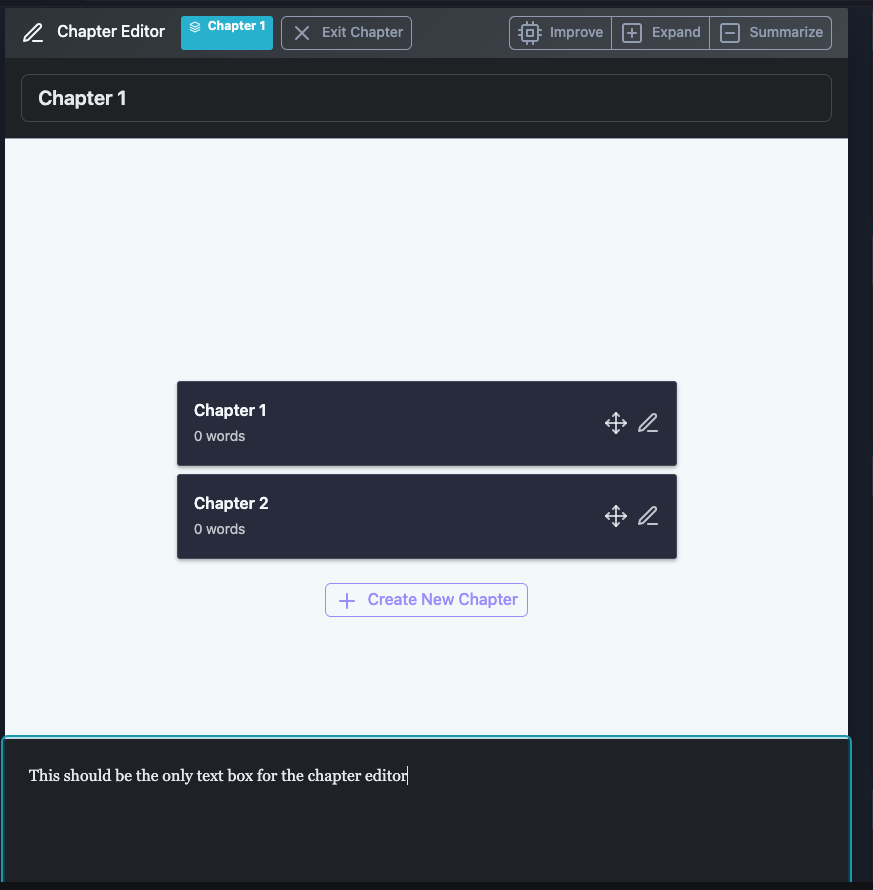 Chapter Editor
Chapter 1
Exit Chapter
Improve
Expand
Summarize
Chapter 1
Chapter 1
0 words
Chapter 2
0 words
Create New Chapter
This should be the only text box for the chapter editor